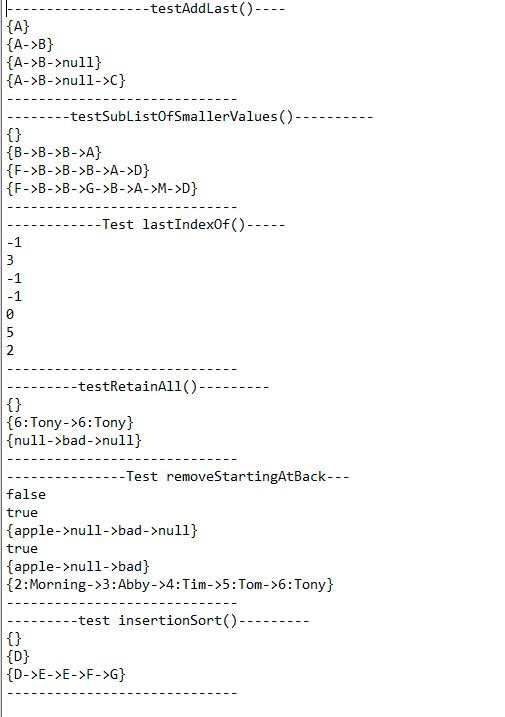 ------------------testAddLast()----
{A}
{A->B}
{A->B->null}
{A->B->null->C}
-----------------------------
--------testSubListOfSmallerValues()----------
{}
{B->B->B->A}
{F->B->B->B->A->D}
{F->B->B->G->B->A->M->D}
-----------------------------
------------Test lastIndexOf()-----
-1
3
-1
-1
0
5
2
-----------------------------
---------testRetainAll()---------
{}
{6:Tony->6:Tony}
{null->bad->null}
-----------------------------
---------------Test removeStartingAtBack---
false
true
{apple->null->bad->null}
true
{apple->null->bad}
{2:Morning->3:Abby->4:Tim->5:Tom->6:Tony}
-----------------------------
---------test insertionSort()---------
{}
{D}
{D->E->E->F->G}
-----------------------------